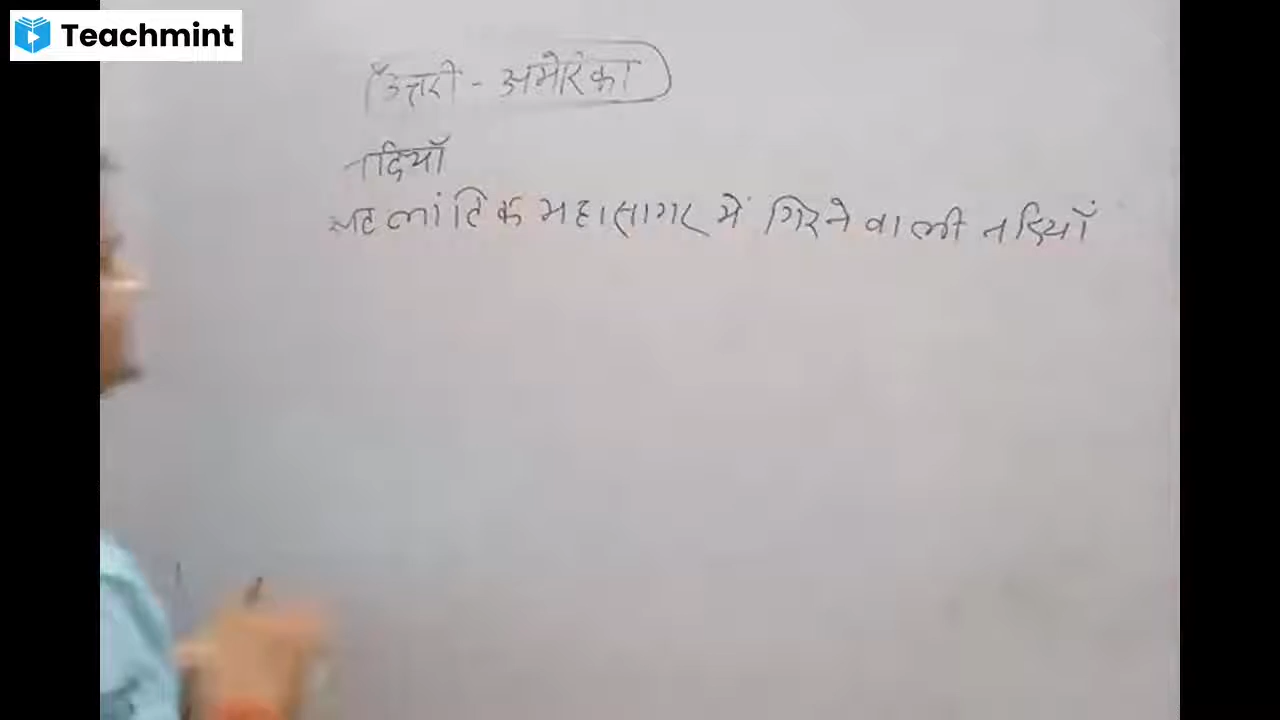 Teachmint
उत्तरी - अमेरिका
नदियाँ
अटलांटिक महासागर में गिरने वाली नदियाँ